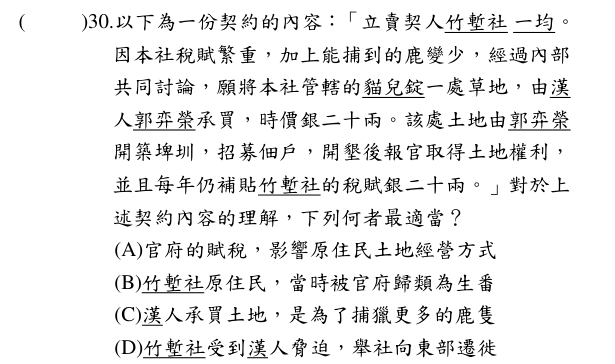 (　　)30.以下為一份契約的內容：「立賣契人竹塹社 一均。
因本社稅賦繁重，加上能捕到的鹿變少，經過內部
共同討論，願將本社管轄的貓兒錠一處草地，由漢
人郭奕榮承買，時價銀二十兩。該處土地由郭奕榮
開築埤圳，招募佃戶，開墾後報官取得土地權利，
並且每年仍補貼竹塹社的稅賦銀二十兩。」對於上
述契約內容的理解，下列何者最適當？
(A)官府的賦稅，影響原住民土地經營方式
(B)竹塹社原住民，當時被官府歸類為生番
(C)漢人承買土地，是為了捕獵更多的鹿隻
(D)竹塹社受到漢人脅迫，舉社向東部遷徙